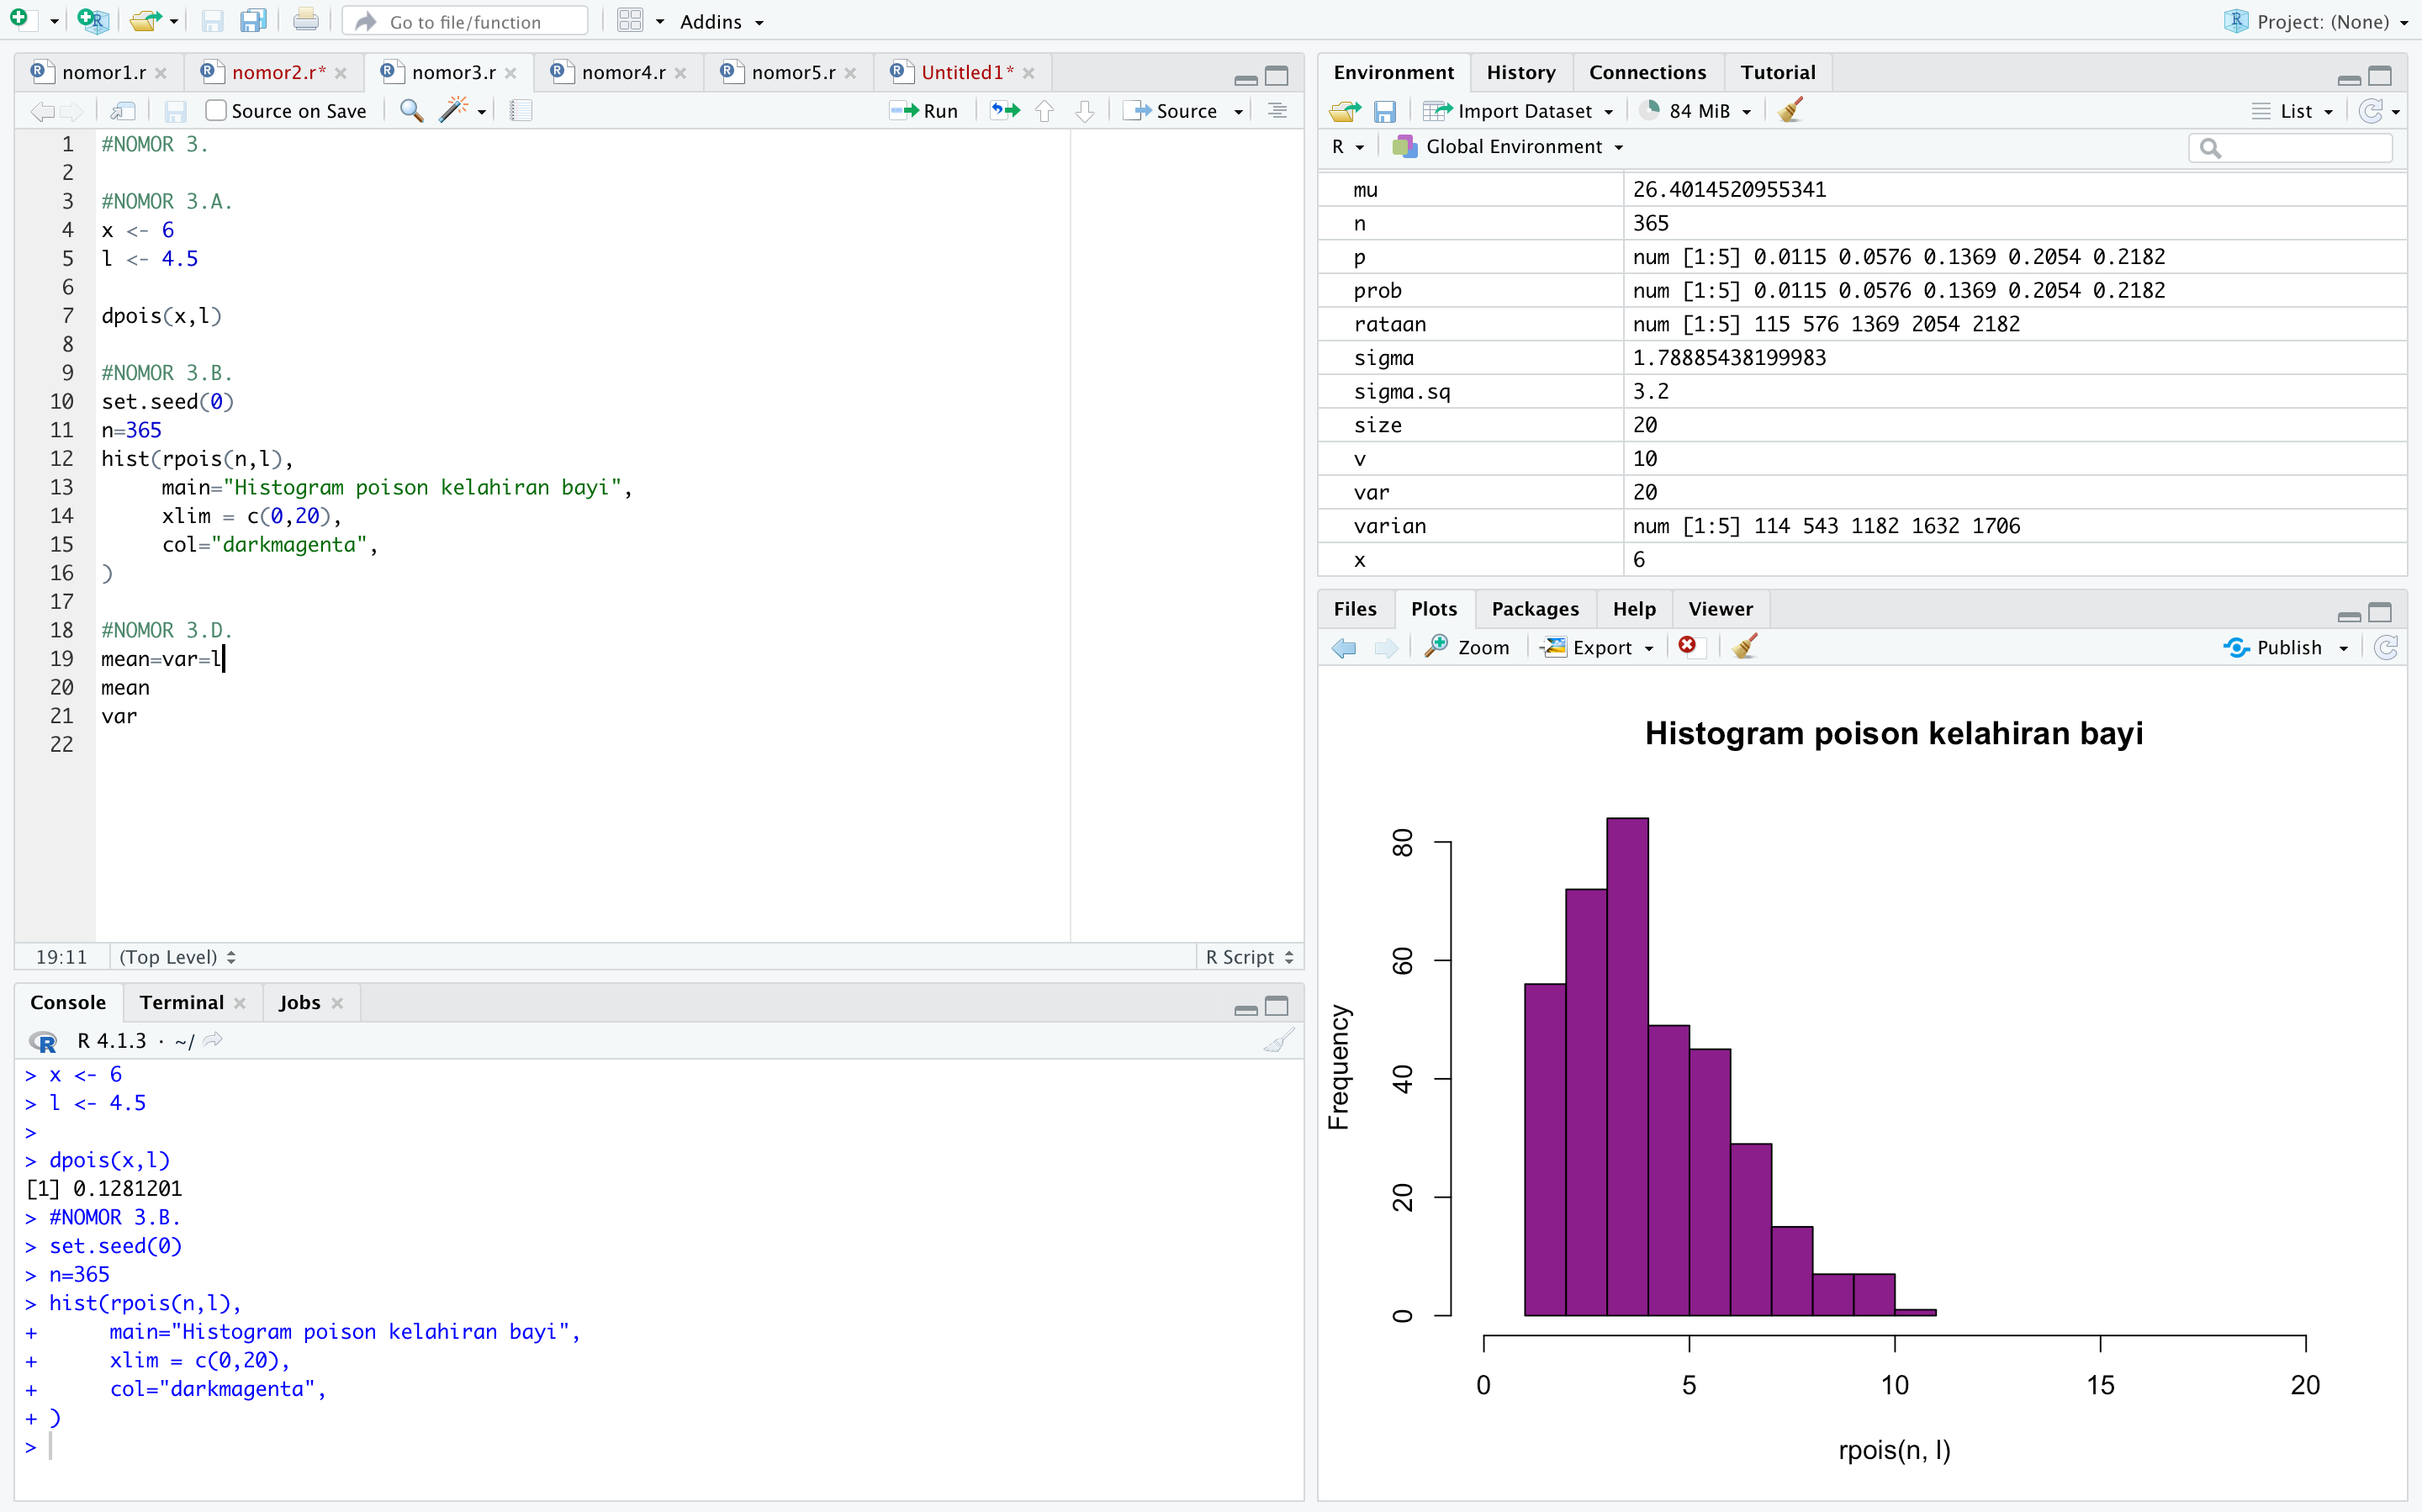 Go to file/function
Addins
Project: (None)
nomor1.r
nomor2.r*
nomor3.r
nomor4.r
nomor5.r
Untitled1*
Source on Save
Run
Source
1 #NOMOR 3.
2
3 #NOMOR 3.A.
4 x <- 6
5 l <- 4.5
6
7 dpois(x,l)
8
9 #NOMOR 3.B.
10 set.seed(0)
11 n=365
12 hist(rpois(n,l),
13 main="Histogram poison kelahiran bayi",
14 xlim = c(0,20),
15 col="darkmagenta",
16 )
17
18 #NOMOR 3.D.
19 mean=var=l
20 mean
21 var
22
19:11 (Top Level) R Script
Console Terminal Jobs
R 4.1.3 · ~/
> x <- 6
> l <- 4.5
>
> dpois(x,l)
[1] 0.1281201
> #NOMOR 3.B.
> set.seed(0)
> n=365
> hist(rpois(n,l),
+ main="Histogram poison kelahiran bayi",
+ xlim = c(0,20),
+ col="darkmagenta",
+ )
>
Environment History Connections Tutorial
Import Dataset 84 MiB List
R Global Environment
mu 26.4014520955341
n 365
p num [1:5] 0.0115 0.0576 0.1369 0.2054 0.2182
prob num [1:5] 0.0115 0.0576 0.1369 0.2054 0.2182
rataan num [1:5] 115 576 1369 2054 2182
sigma 1.78885438199983
sigma.sq 3.2
size 20
v 10
var 20
varian num [1:5] 114 543 1182 1632 1706
x 6
Files Plots Packages Help Viewer
Zoom Export Publish
Histogram poison kelahiran bayi
Frequency
80
60
40
20
0
0 5 10 15 20
rpois(n, l)